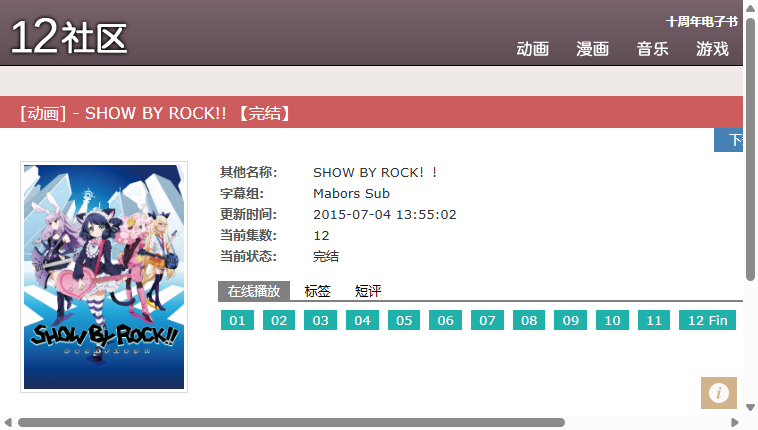 12社区
十周年电子书
动画 漫画 音乐 游戏
[动画] - SHOW BY ROCK!! 【完结】
其他名称: SHOW BY ROCK！！
字幕组: Mabors Sub
更新时间: 2015-07-04 13:55:02
当前集数: 12
当前状态: 完结
在线播放 标签 短评
01 02 03 04 05 06 07 08 09 10 11 12 Fin
SHOW BY ROCK!!